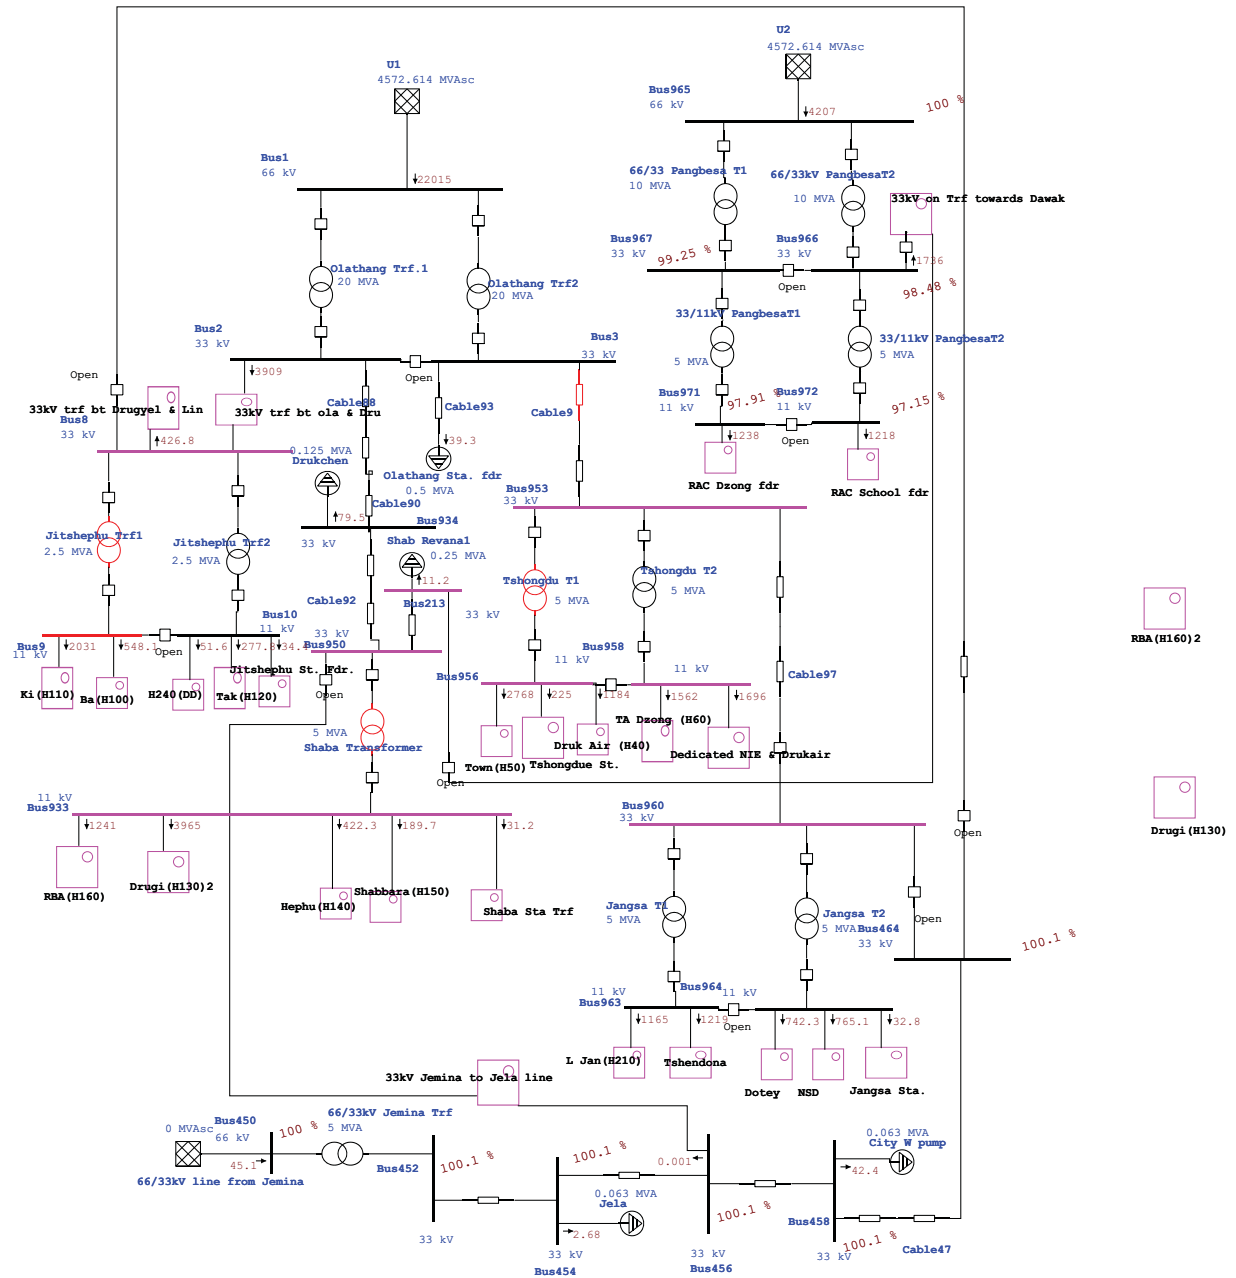 U2
4572.614 MVAsc
U1
4572.614 MVAsc
Bus965
66 kV
100 %
4207
Bus1
66 kV
22015
66/33 Pangbesa T1
10 MVA
66/33kV PangbesaT2
10 MVA
33kV on Trf towards Dawak
Bus967
33 kV
99.25 %
Bus966
33 kV
Open
1736
98.48 %
Olathang Trf.1
20 MVA
Olathang Trf2
20 MVA
33/11kV PangbesaT1
5 MVA
33/11kV PangbesaT2
5 MVA
Bus2
33 kV
Bus3
33 kV
Open
3909
Open
33kV trf bt Drugyel & Lin
33kV trf bt ola & Dru
Cable88
Cable93
Cable9
Bus971
11 kV
97.91 %
Bus972
11 kV
97.15 %
1238
Open
1218
RAC Dzong fdr
RAC School fdr
Bus8
33 kV
426.8
39.3
Olathang Sta. fdr
0.5 MVA
0.125 MVA
Drukchen
Cable90
79.5
Bus934
33 kV
Bus953
33 kV
Jitshephu Trf1
2.5 MVA
Jitshephu Trf2
2.5 MVA
Shab Revana1
0.25 MVA
11.2
Bus213
33 kV
Tshongdu T1
5 MVA
Tshongdu T2
5 MVA
Cable92
33 kV
Bus950
Bus10
11 kV
Bus9
11 kV
2031
548.1
Open
51.6
277.8
34.4
Jitshephu St. Fdr.
Ki(H110)
Ba(H100)
H240(DD)
Tak(H120)
Open
Bus958
11 kV
11 kV
Bus956
Cable97
2768
225
1184
1562
1696
TA Dzong (H60)
Druk Air (H40)
Dedicated NIE & Drukair
Town(H50)
Tshongdue St.
5 MVA
Shaba Transformer
Open
RBA(H160)2
Drugi(H130)
11 kV
Bus933
1241
3965
422.3
189.7
31.2
RBA(H160)
Drugi(H130)2
Hephu(H140)
Shabbara(H150)
Shaba Sta Trf
Bus960
33 kV
Open
Jangsa T1
5 MVA
Jangsa T2
5 MVA
Open
Bus464
33 kV
100.1 %
11 kV
Bus963
Bus964
11 kV
1165
1219
Open
742.3
765.1
32.8
L Jan(H210)
Tshendona
Dotey
NSD
Jangsa Sta.
33kV Jemina to Jela line
0 MVAsc
Bus450
66 kV
100 %
45.1
66/33kV line from Jemina
66/33kV Jemina Trf
5 MVA
Bus452
100.1 %
33 kV
100.1 %
0.063 MVA
Jela
2.68
33 kV
Bus454
0.001
100.1 %
33 kV
Bus456
0.063 MVA
City W pump
42.4
Bus458
33 kV
100.1 %
Cable47